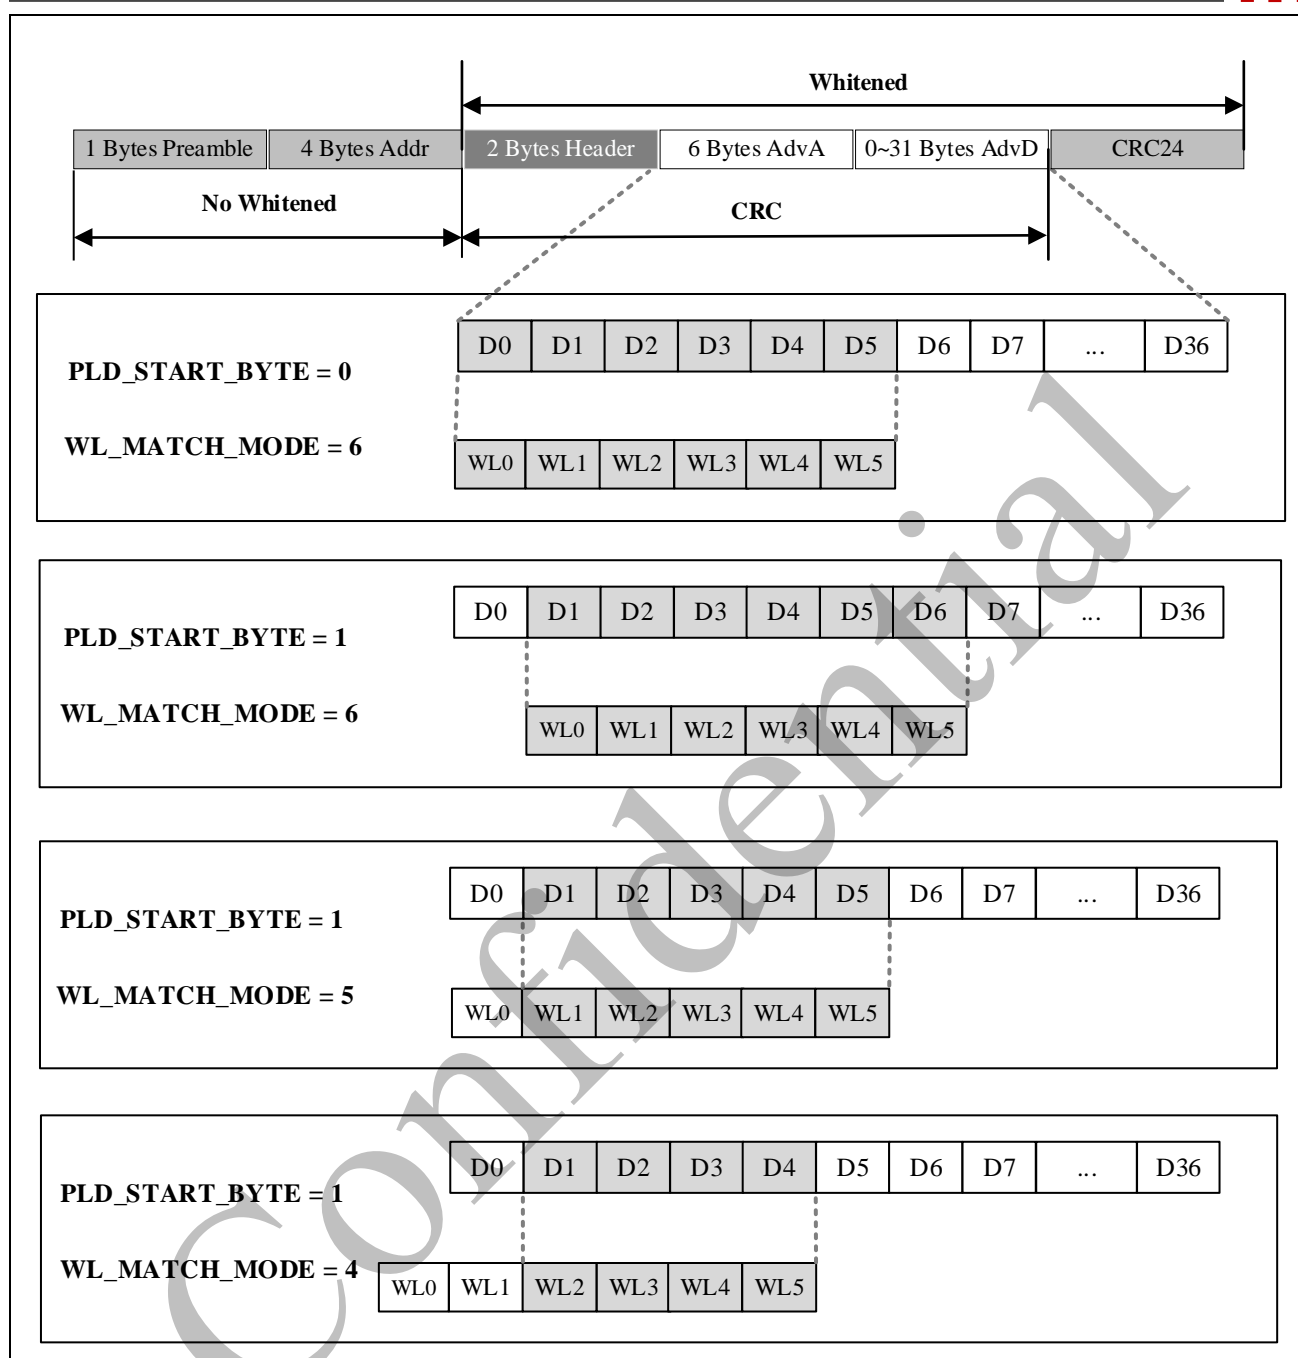 Whitened
1 Bytes Preamble 4 Bytes Addr 2 Bytes Header 6 Bytes AdvA 0~31 Bytes AdvD CRC24
No Whitened CRC
D0 D1 D2 D3 D4 D5 D6 D7 ... D36
PLD_START_BYTE = 0
WL_MATCH_MODE = 6
WL0 WL1 WL2 WL3 WL4 WL5
D0 D1 D2 D3 D4 D5 D6 D7 ... D36
PLD_START_BYTE = 1
WL_MATCH_MODE = 6
WL0 WL1 WL2 WL3 WL4 WL5
D0 D1 D2 D3 D4 D5 D6 D7 ... D36
PLD_START_BYTE = 1
WL_MATCH_MODE = 5
WL0 WL1 WL2 WL3 WL4 WL5
D0 D1 D2 D3 D4 D5 D6 D7 ... D36
PLD_START_BYTE = 1
WL_MATCH_MODE = 4
WL0 WL1 WL2 WL3 WL4 WL5
Confidential